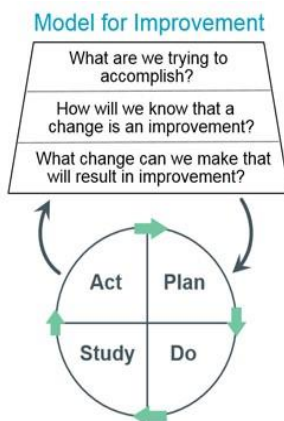 Model for Improvement
What are we trying to
accomplish?
How will we know that a
change is an improvement?
What change can we make that
will result in improvement?
Act
Plan
Study
Do